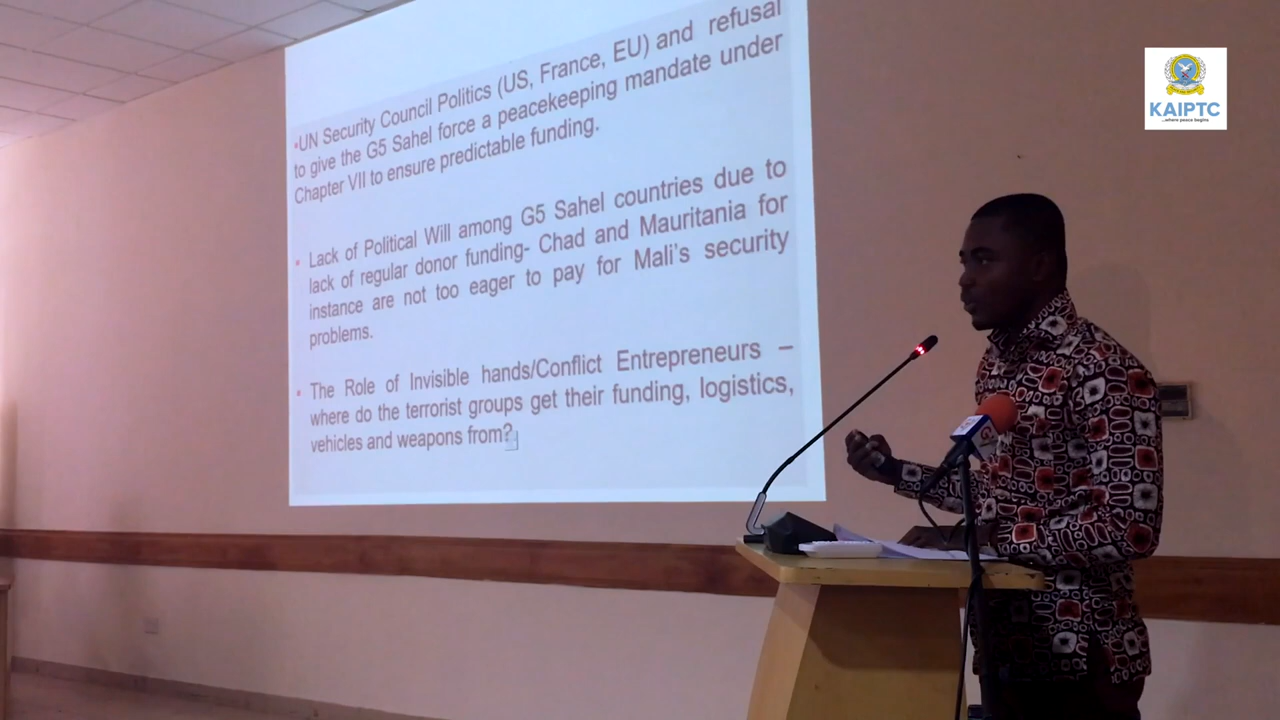 ▪UN Security Council Politics (US, France, EU) and refusal
to give the G5 Sahel force a peacekeeping mandate under
Chapter VII to ensure predictable funding.
▪ Lack of Political Will among G5 Sahel countries due to
lack of regular donor funding- Chad and Mauritania for
instance are not too eager to pay for Mali's security
problems.
▪ The Role of Invisible hands/Conflict Entrepreneurs –
where do the terrorist groups get their funding, logistics,
vehicles and weapons from?
KAIPTC
...where peace begins